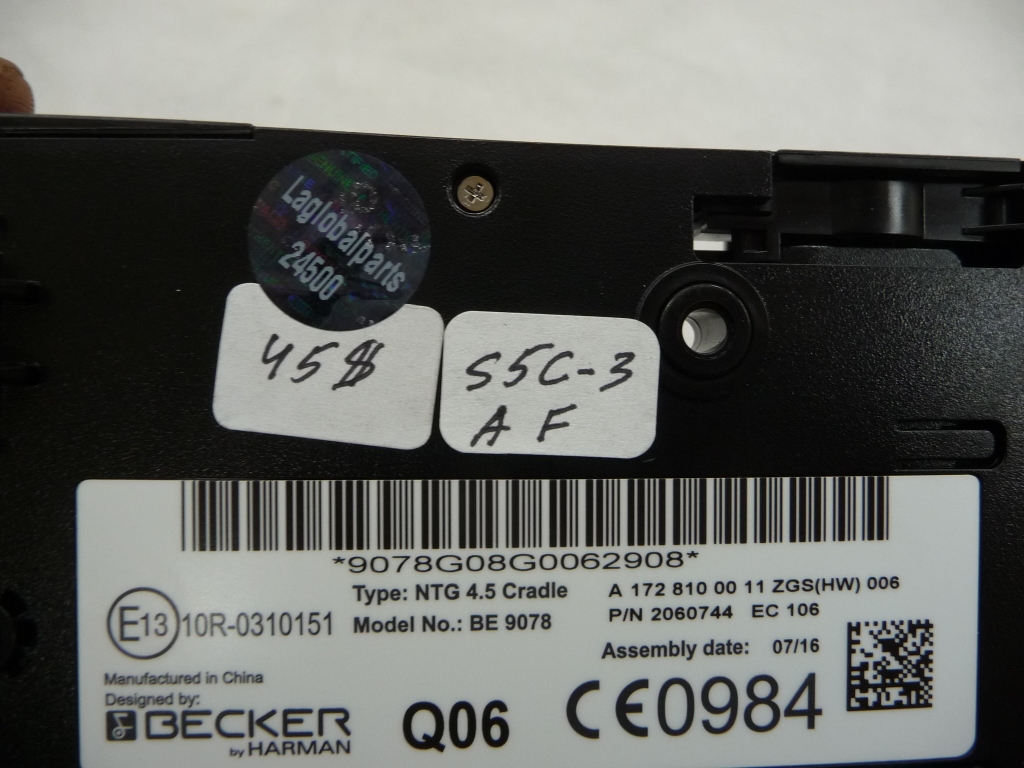 Laglobalparts
24500
45$
S5C-3
A F
*9078G08G0062908*
Type: NTG 4.5 Cradle
A 172 810 00 11 ZGS(HW) 006
E13 10R-0310151
Model No.: BE 9078
P/N 2060744 EC 106
Assembly date: 07/16
Manufactured in China
Designed by:
BECKER
by HARMAN
Q06
CE0984